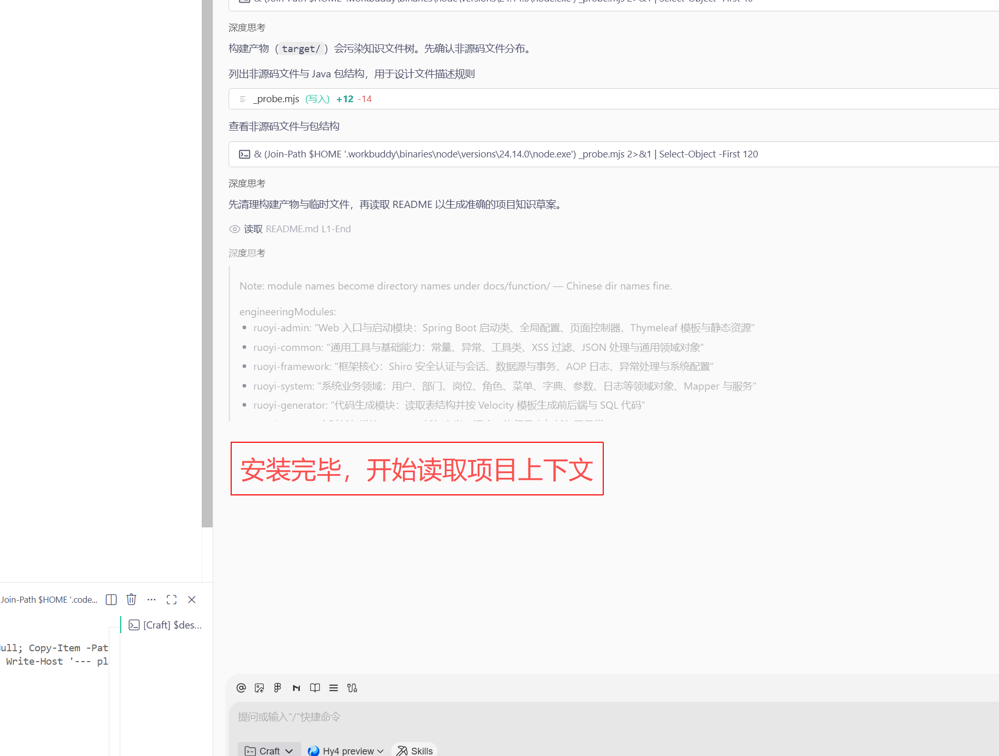 & (Join-Path $HOME '.workbuddy\binaries\node\versions\24.14.0\node.exe') _probe.mjs 2>&1 | Select-Object -First 10
深度思考
构建产物（target/）会污染知识文件树。先确认非源码文件分布。
列出非源码文件与 Java 包结构，用于设计文件描述规则
_probe.mjs (写入) +12 -14
查看非源码文件与包结构
& (Join-Path $HOME '.workbuddy\binaries\node\versions\24.14.0\node.exe') _probe.mjs 2>&1 | Select-Object -First 120
深度思考
先清理构建产物与临时文件，再读取 README 以生成准确的项目知识草案。
读取 README.md L1-End
深度思考
Note: module names become directory names under docs/function/ — Chinese dir names fine.
engineeringModules:
ruoyi-admin: "Web 入口与启动模块：Spring Boot 启动类、全局配置、页面控制器、Thymeleaf 模板与静态资源"
ruoyi-common: "通用工具与基础能力：常量、异常、工具类、XSS 过滤、JSON 处理与通用领域对象"
ruoyi-framework: "框架核心：Shiro 安全认证与会话、数据源与事务、AOP 日志、异常处理与系统配置"
ruoyi-system: "系统业务领域：用户、部门、岗位、角色、菜单、字典、参数、日志等领域对象、Mapper 与服务"
ruoyi-generator: "代码生成模块：读取表结构并按 Velocity 模板生成前后端与 SQL 代码"
安装完毕，开始读取项目上下文
Join-Path $HOME '.code...
[Craft] $des...
ull; Copy-Item -Pat
Write-Host '--- pl
提问或输入"/"快捷命令
Craft
Hy4 preview
Skills